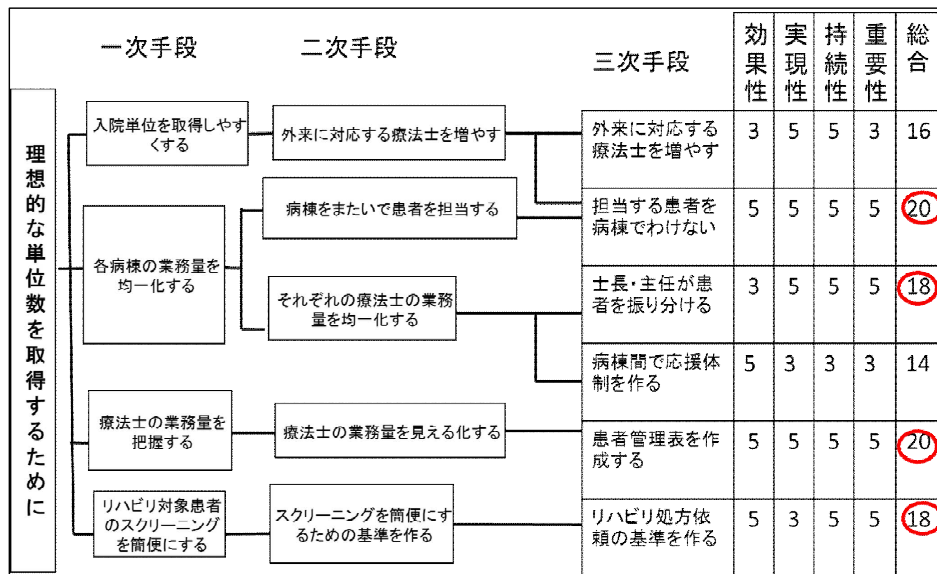 一次手段
二次手段
三次手段
効果性
実現性
持続性
重要性
総合
理想的な単位数を取得するために
入院単位を取得しやす
くする
外来に対応する療法士を増やす
外来に対応する
療法士を増やす
3 5 5 3 16
病棟をまたいで患者を担当する
担当する患者を
病棟でわけない
5 5 5 5 20
各病棟の業務量を
均一化する
それぞれの療法士の業務
量を均一化する
士長・主任が患
者を振り分ける
3 5 5 5 18
病棟間で応援体
制を作る
5 3 3 3 14
療法士の業務量を
把握する
療法士の業務量を見える化する
患者管理表を作
成する
5 5 5 5 20
リハビリ対象患者
のスクリーニング
を簡便にする
スクリーニングを簡便にす
るための基準を作る
リハビリ処方依
頼の基準を作る
5 3 5 5 18